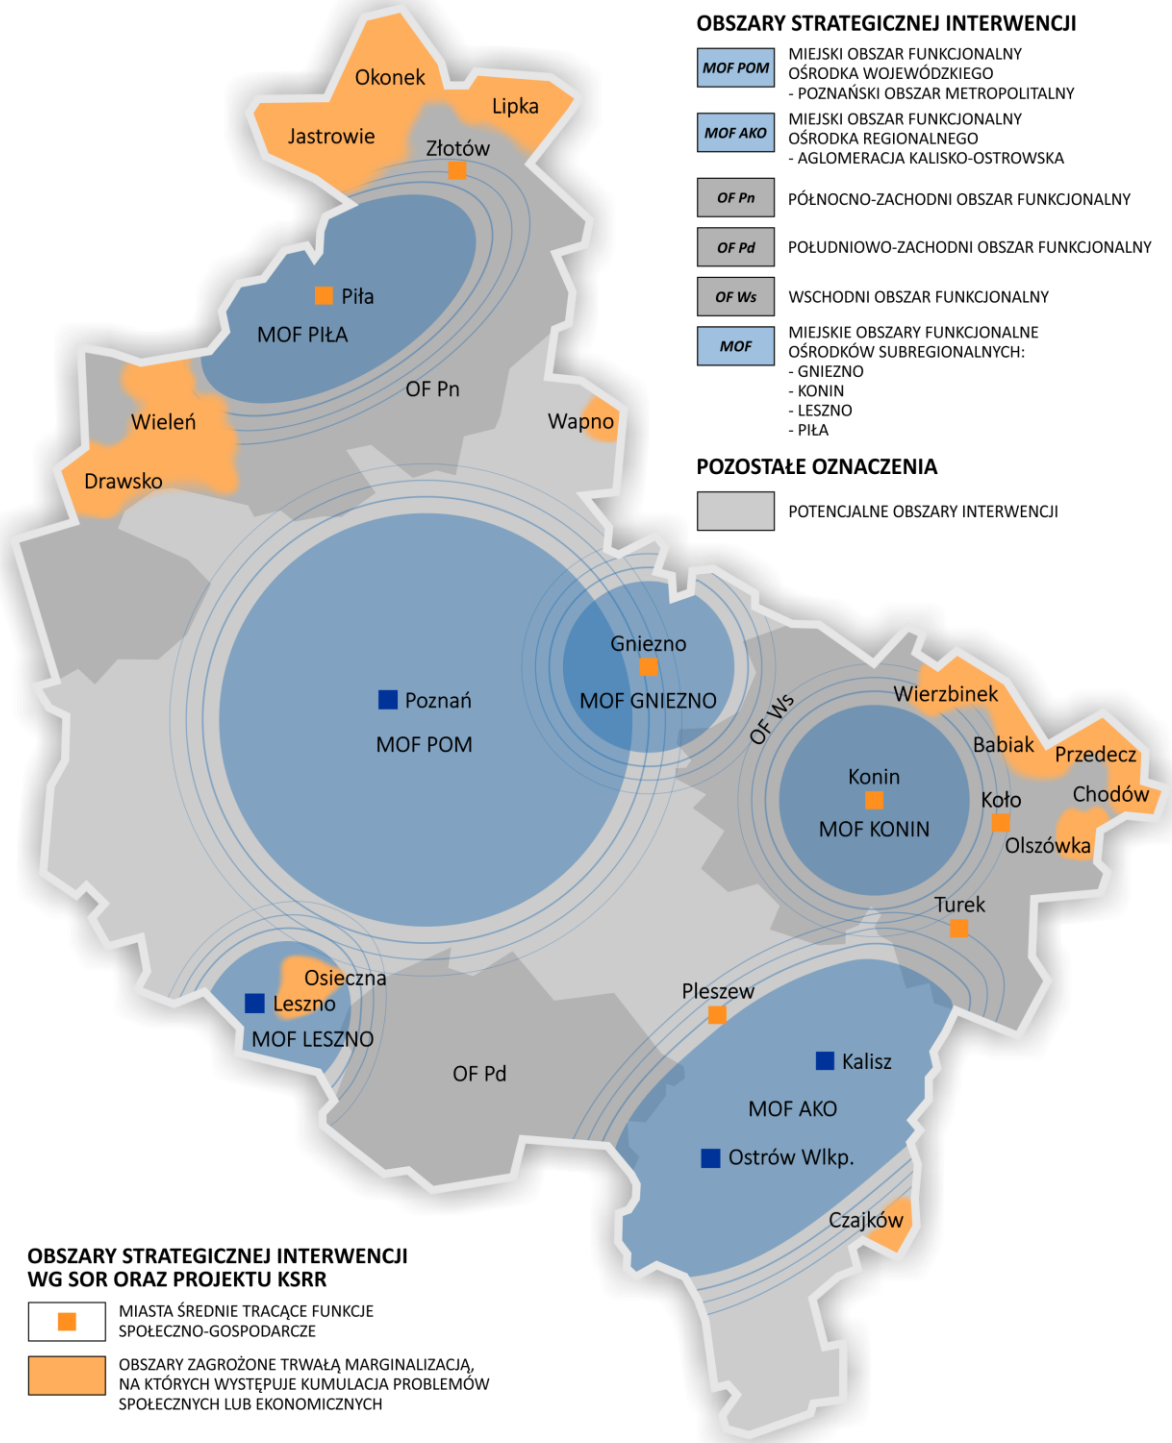 OBSZARY STRATEGICZNEJ INTERWENCJI
MOF POM
MIEJSKI OBSZAR FUNKCJONALNY
OŚRODKA WOJEWÓDZKIEGO
- POZNAŃSKI OBSZAR METROPOLITALNY
MOF AKO
MIEJSKI OBSZAR FUNKCJONALNY
OŚRODKA REGIONALNEGO
- AGLOMERACJA KALISKO-OSTROWSKA
OF Pn
PÓŁNOCNO-ZACHODNI OBSZAR FUNKCJONALNY
OF Pd
POŁUDNIOWO-ZACHODNI OBSZAR FUNKCJONALNY
OF Ws
WSCHODNI OBSZAR FUNKCJONALNY
MOF
MIEJSKIE OBSZARY FUNKCJONALNE
OŚRODKÓW SUBREGIONALNYCH:
- GNIEZNO
- KONIN
- LESZNO
- PIŁA
POZOSTAŁE OZNACZENIA
POTENCJALNE OBSZARY INTERWENCJI
Okonek
Lipka
Jastrowie
Złotów
Piła
MOF PIŁA
OF Pn
Wieleń
Wapno
Drawsko
Gniezno
MOF GNIEZNO
Poznań
MOF POM
OF Ws
Wierzbinek
Babiak
Przedecz
Konin
Chodów
Koło
MOF KONIN
Olszówka
Turek
Osieczna
Leszno
MOF LESZNO
Pleszew
OF Pd
Kalisz
MOF AKO
Ostrów Wlkp.
Czajków
OBSZARY STRATEGICZNEJ INTERWENCJI
WG SOR ORAZ PROJEKTU KSRR
MIASTA ŚREDNIE TRACĄCE FUNKCJE
SPOŁECZNO-GOSPODARCZE
OBSZARY ZAGROŻONE TRWAŁĄ MARGINALIZACJĄ,
NA KTÓRYCH WYSTĘPUJE KUMULACJA PROBLEMÓW
SPOŁECZNYCH LUB EKONOMICZNYCH